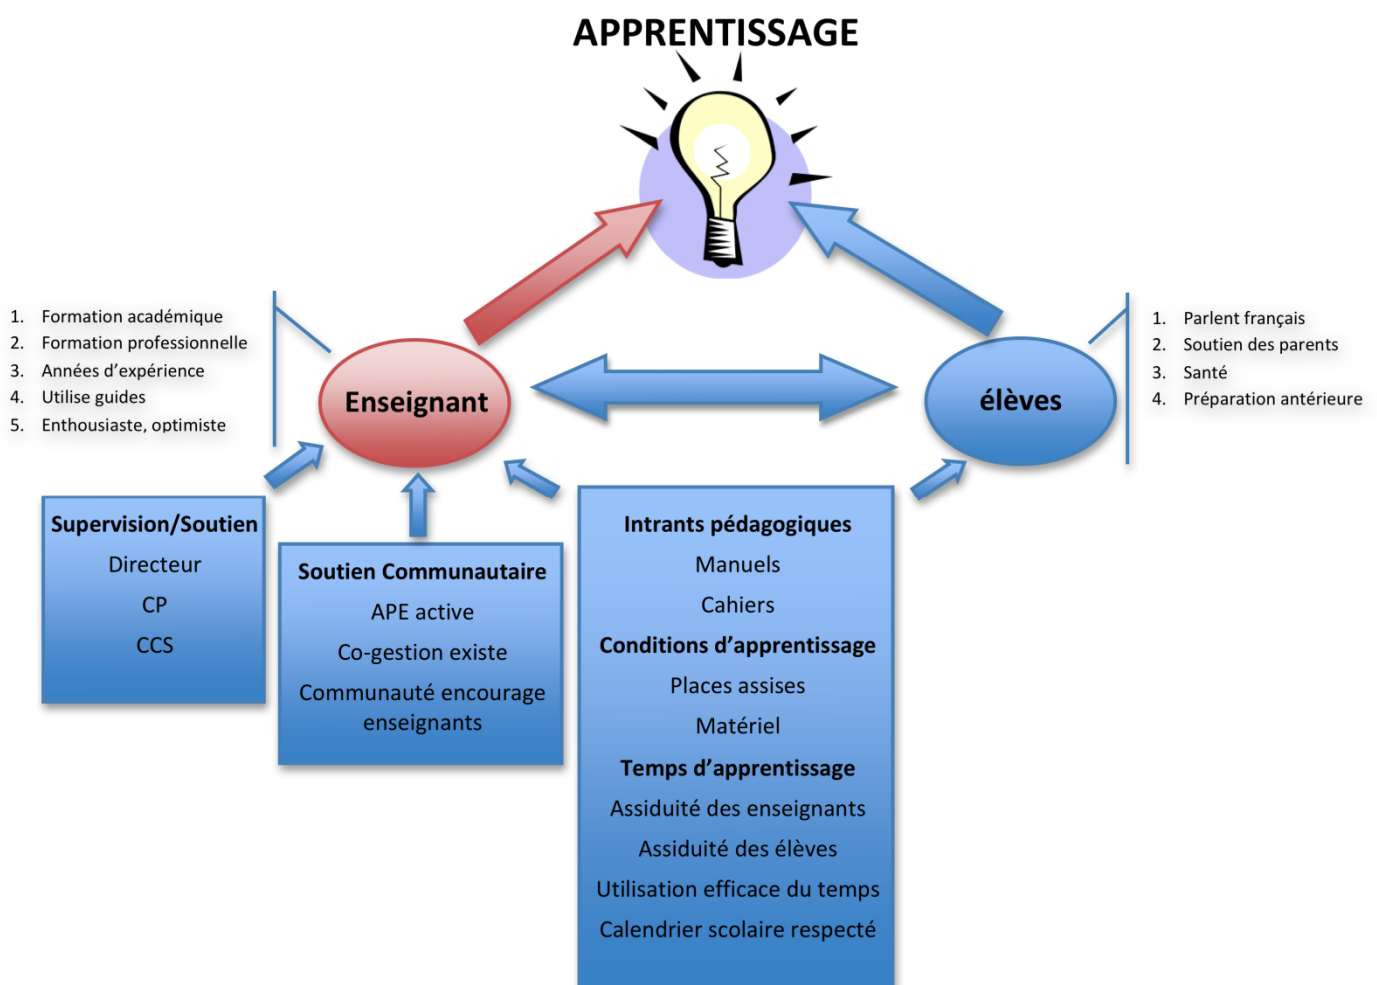 APPRENTISSAGE
1. Formation académique
2. Formation professionnelle
3. Années d'expérience
4. Utilise guides
5. Enthousiaste, optimiste
Enseignant
élèves
1. Parlent français
2. Soutien des parents
3. Santé
4. Préparation antérieure
Supervision/Soutien
Directeur
CP
CCS
Soutien Communautaire
APE active
Co-gestion existe
Communauté encourage
enseignants
Intrants pédagogiques
Manuels
Cahiers
Conditions d'apprentissage
Places assises
Matériel
Temps d'apprentissage
Assiduité des enseignants
Assiduité des élèves
Utilisation efficace du temps
Calendrier scolaire respecté